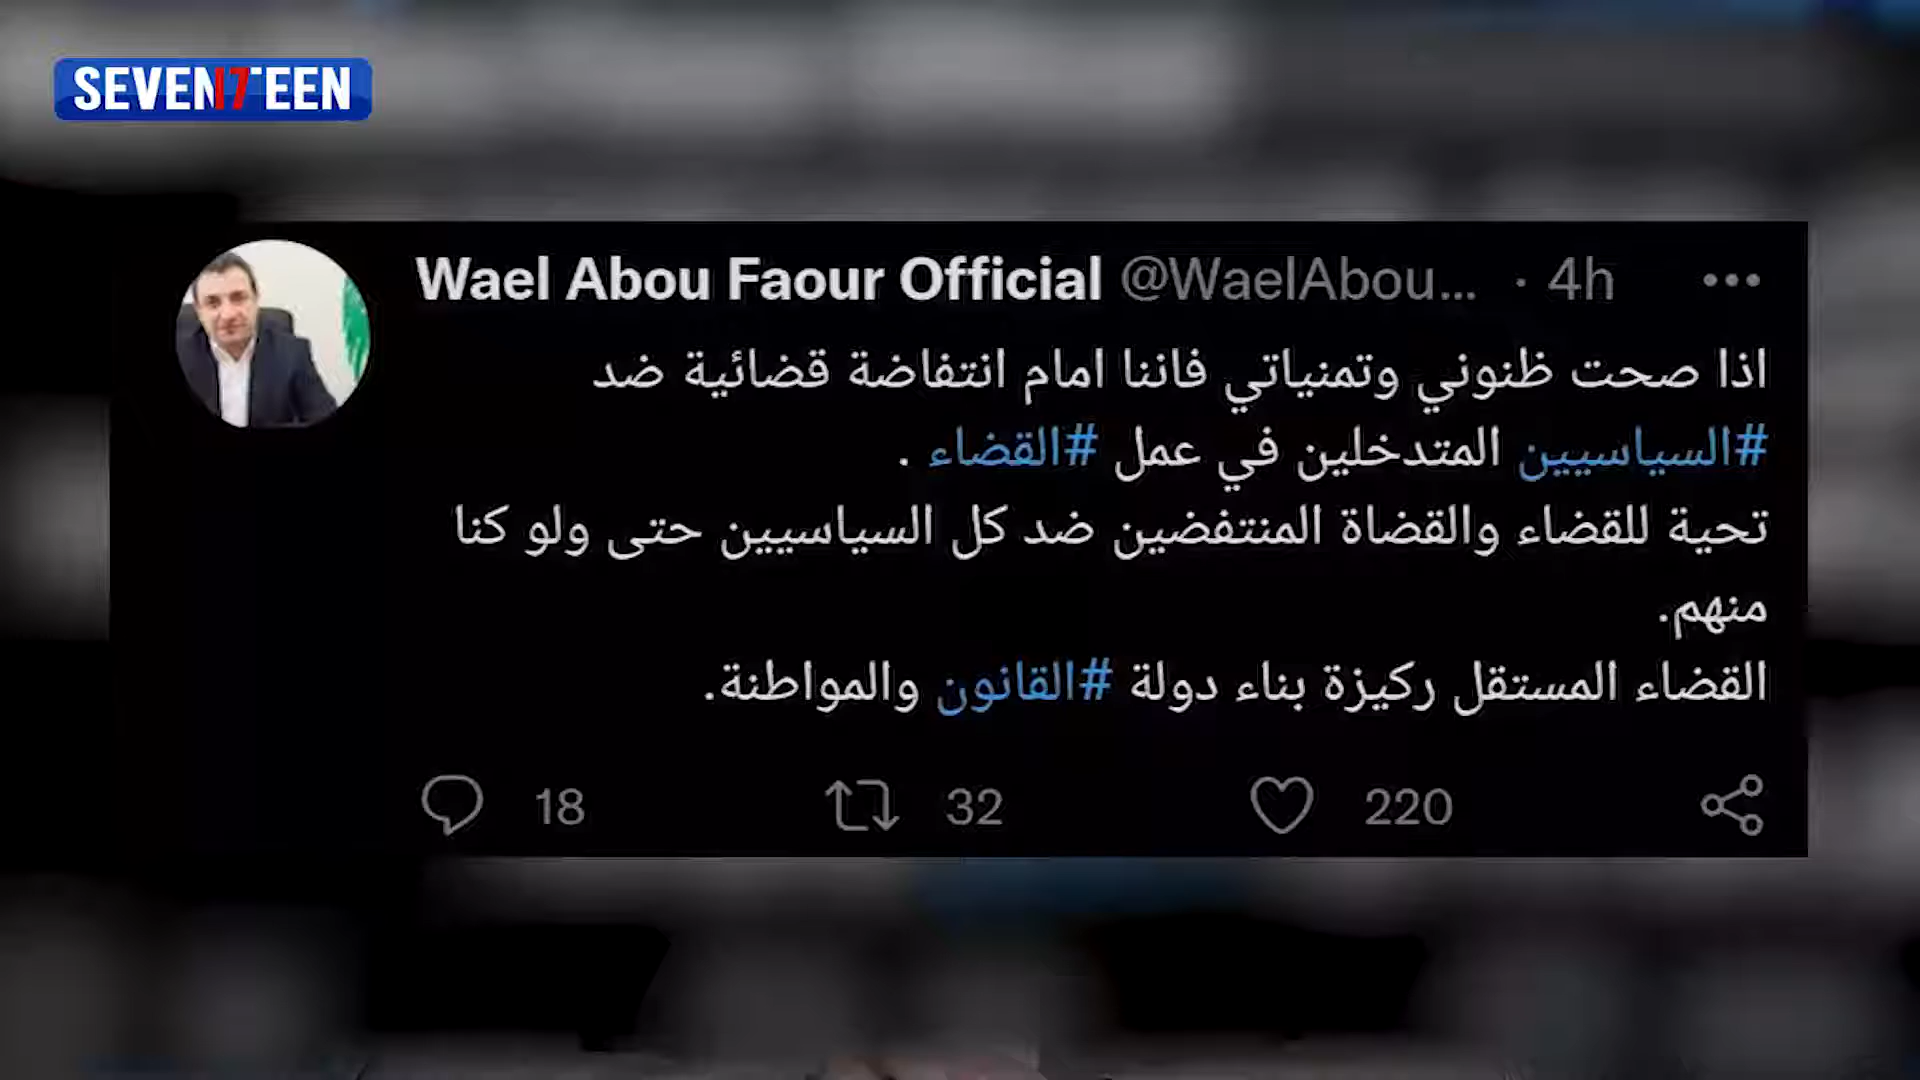 SEVEN17EEN
Wael Abou Faour Official @WaelAbou... · 4h
اذا صحت ظنوني وتمنياتي فاننا امام انتفاضة قضائية ضد
#السياسيين المتدخلين في عمل #القضاء .
تحية للقضاء والقضاة المنتفضين ضد كل السياسيين حتى ولو كنا
منهم.
القضاء المستقل ركيزة بناء دولة #القانون والمواطنة.
18 32 220